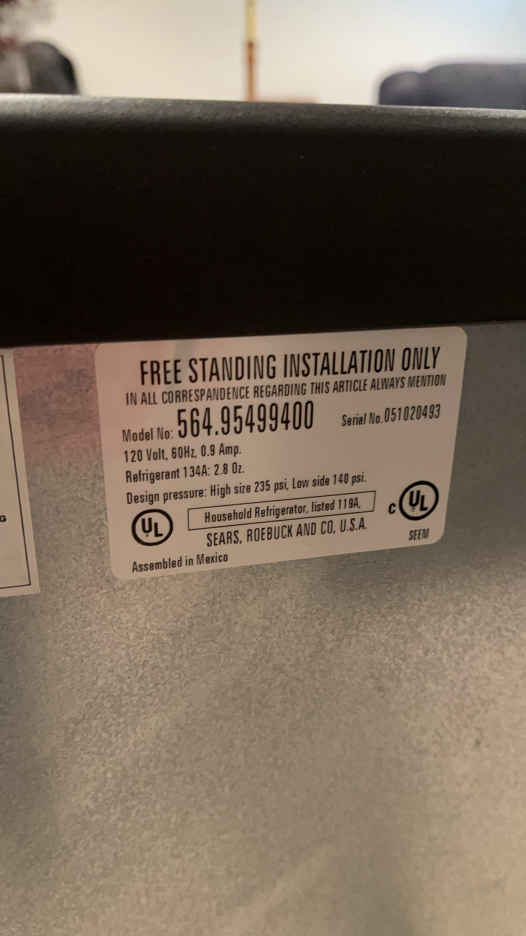 FREE STANDING INSTALLATION ONLY
IN ALL CORRESPANDENCE REGARDING THIS ARTICLE ALWAYS MENTION
Model No: 564.95499400 Serial No.051020493
120 Volt, 60Hz, 0.9 Amp.
Refrigerant 134A: 2.8 Oz.
Design pressure: High size 235 psi, Low side 140 psi.
UL Household Refrigerator, listed 119A, C UL
SEARS, ROEBUCK AND CO, U.S.A. SEEM
Assembled in Mexico
G